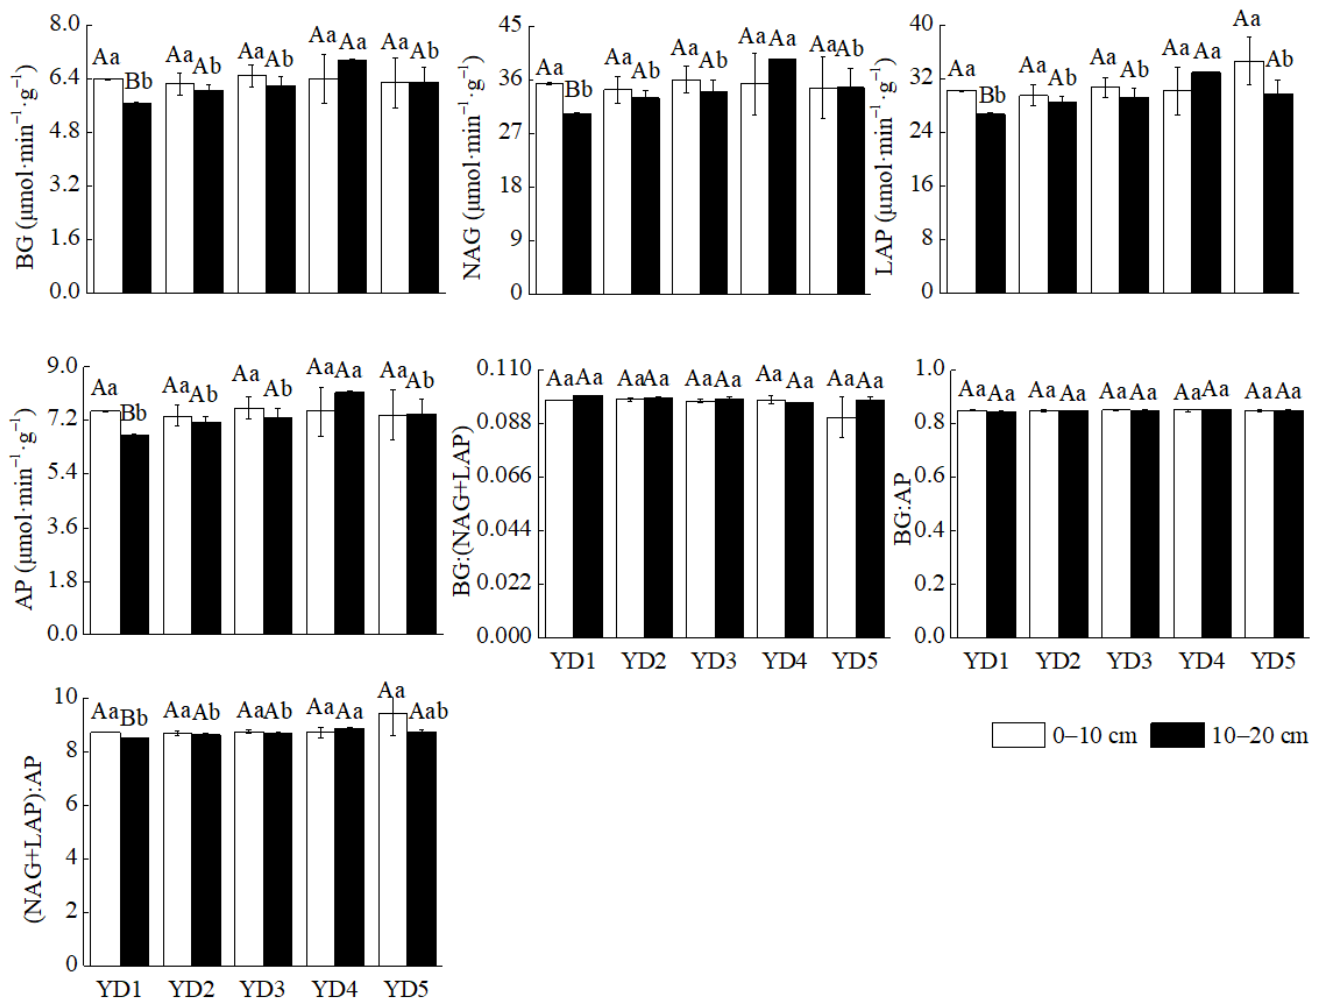 BG (μmol·min⁻¹·g⁻¹)
8.0
6.4
4.8
3.2
1.6
0.0
Aa Bb Aa Ab Aa Ab Aa Aa Aa Ab
NAG (μmol·min⁻¹·g⁻¹)
45
36
27
18
9
0
Aa Bb Aa Ab Aa Ab Aa Aa Aa Ab
LAP (μmol·min⁻¹·g⁻¹)
40
32
24
16
8
0
Aa Bb Aa Ab Aa Ab Aa Aa Aa Ab
AP (μmol·min⁻¹·g⁻¹)
9.0
7.2
5.4
3.6
1.8
0.0
Aa Bb Aa Ab Aa Ab Aa Aa Aa Ab
BG:(NAG+LAP)
0.110
0.088
0.066
0.044
0.022
0.000
Aa Aa Aa Aa Aa Aa Aa Aa Aa Aa
YD1 YD2 YD3 YD4 YD5
BG:AP
1.0
0.8
0.6
0.4
0.2
0.0
Aa Aa Aa Aa Aa Aa Aa Aa Aa Aa
YD1 YD2 YD3 YD4 YD5
(NAG+LAP):AP
10
8
6
4
2
0
Aa Bb Aa Ab Aa Ab Aa Aa Aa Aab
YD1 YD2 YD3 YD4 YD5
0–10 cm 10–20 cm